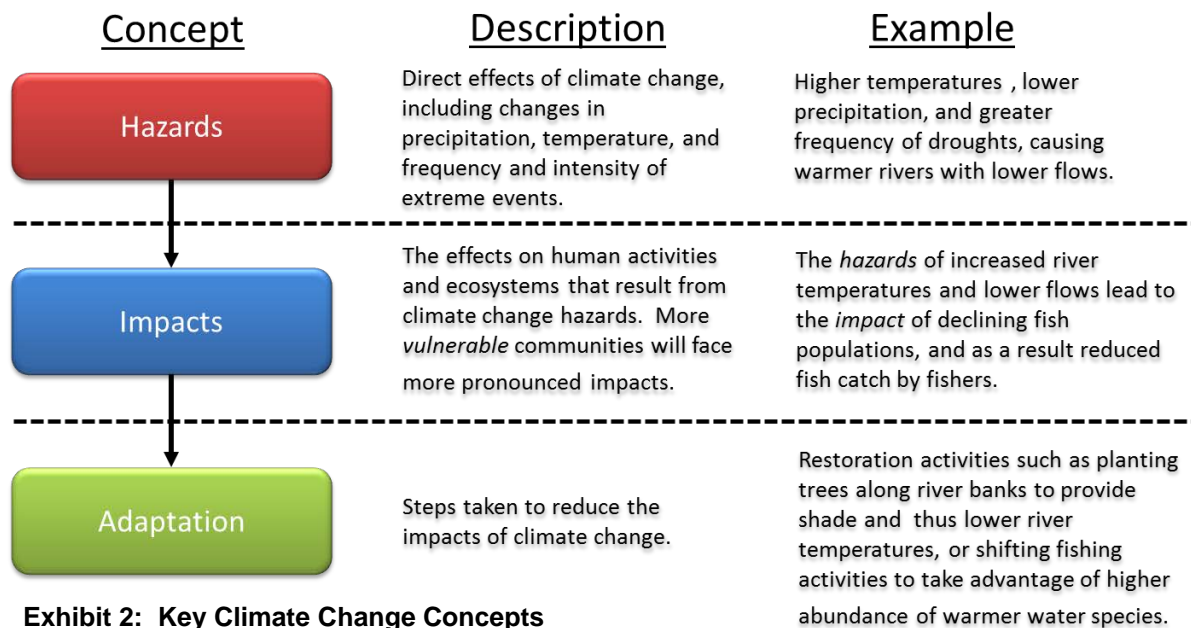 Concept
Description
Example
Hazards
Direct effects of climate change,
including changes in
precipitation, temperature, and
frequency and intensity of
extreme events.
Higher temperatures , lower
precipitation, and greater
frequency of droughts, causing
warmer rivers with lower flows.
Impacts
The effects on human activities
and ecosystems that result from
climate change hazards. More
vulnerable communities will face
more pronounced impacts.
The hazards of increased river
temperatures and lower flows lead to
the impact of declining fish
populations, and as a result reduced
fish catch by fishers.
Adaptation
Steps taken to reduce the
impacts of climate change.
Restoration activities such as planting
trees along river banks to provide
shade and thus lower river
temperatures, or shifting fishing
activities to take advantage of higher
abundance of warmer water species.
Exhibit 2: Key Climate Change Concepts